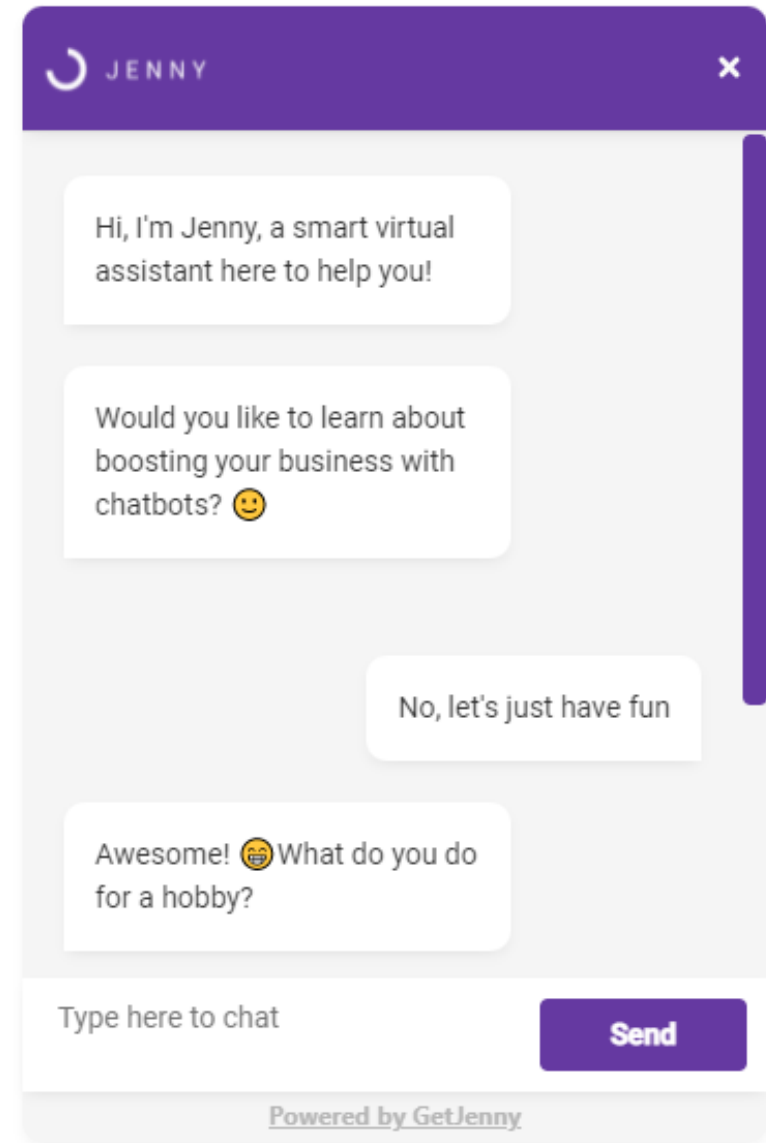 JENNY
×
Hi, I'm Jenny, a smart virtual
assistant here to help you!
Would you like to learn about
boosting your business with
chatbots? 🙂
No, let's just have fun
Awesome! 😁What do you do
for a hobby?
Type here to chat
Send
Powered by GetJenny